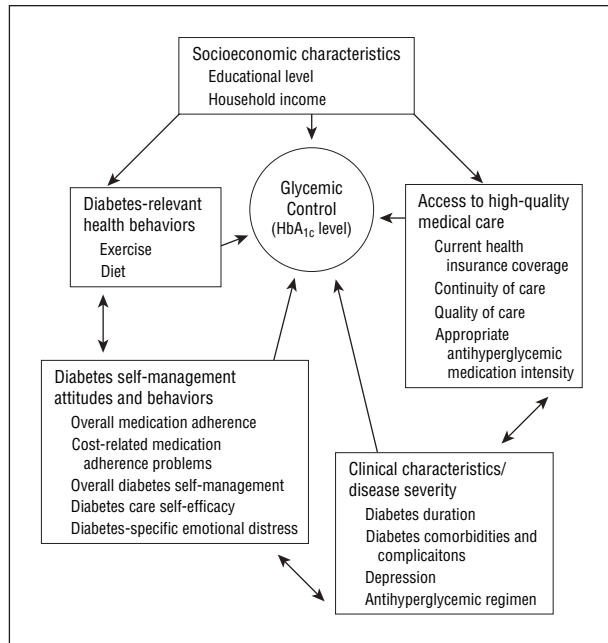 Socioeconomic characteristics
Educational level
Household income
Glycemic
Control
(HbA1c level)
Diabetes-relevant
health behaviors
Exercise
Diet
Access to high-quality
medical care
Current health
insurance coverage
Continuity of care
Quality of care
Appropriate
antihyperglycemic
medication intensity
Diabetes self-management
attitudes and behaviors
Overall medication adherence
Cost-related medication
adherence problems
Overall diabetes self-management
Diabetes care self-efficacy
Diabetes-specific emotional distress
Clinical characteristics/
disease severity
Diabetes duration
Diabetes comorbidities and
complicaitons
Depression
Antihyperglycemic regimen